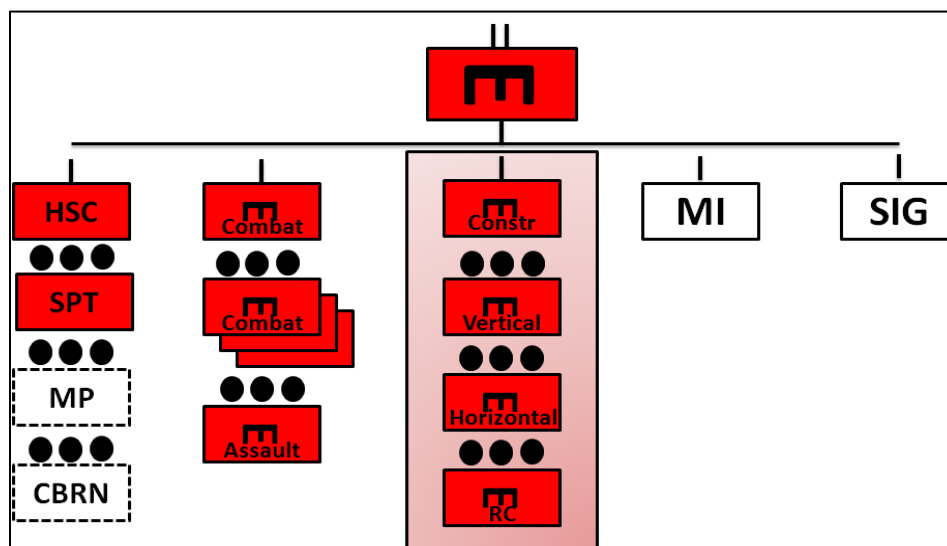 HSC
SPT
MP
CBRN
Combat
Combat
Assault
Constr
Vertical
Horizontal
RC
MI
SIG